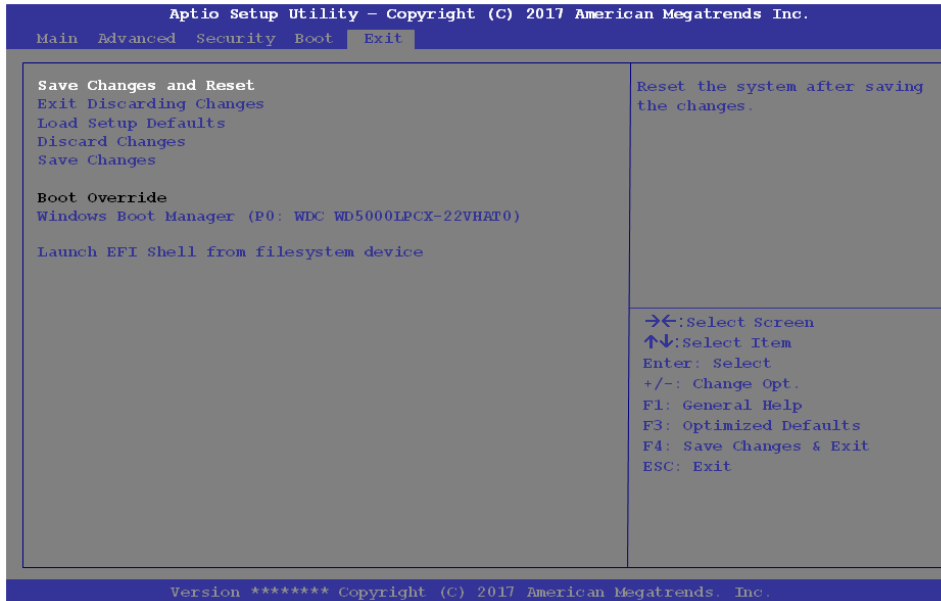 Aptio Setup Utility – Copyright (C) 2017 American Megatrends Inc.
Main Advanced Security Boot Exit
Save Changes and Reset
Exit Discarding Changes
Load Setup Defaults
Discard Changes
Save Changes
Boot Override
Windows Boot Manager (P0: WDC WD5000LPCX-22VHAT0)
Launch EFI Shell from filesystem device
Reset the system after saving
the changes.
→←:Select Screen
↑↓:Select Item
Enter: Select
+/-: Change Opt.
F1: General Help
F3: Optimized Defaults
F4: Save Changes & Exit
ESC: Exit
Version ******** Copyright (C) 2017 American Megatrends. Inc.